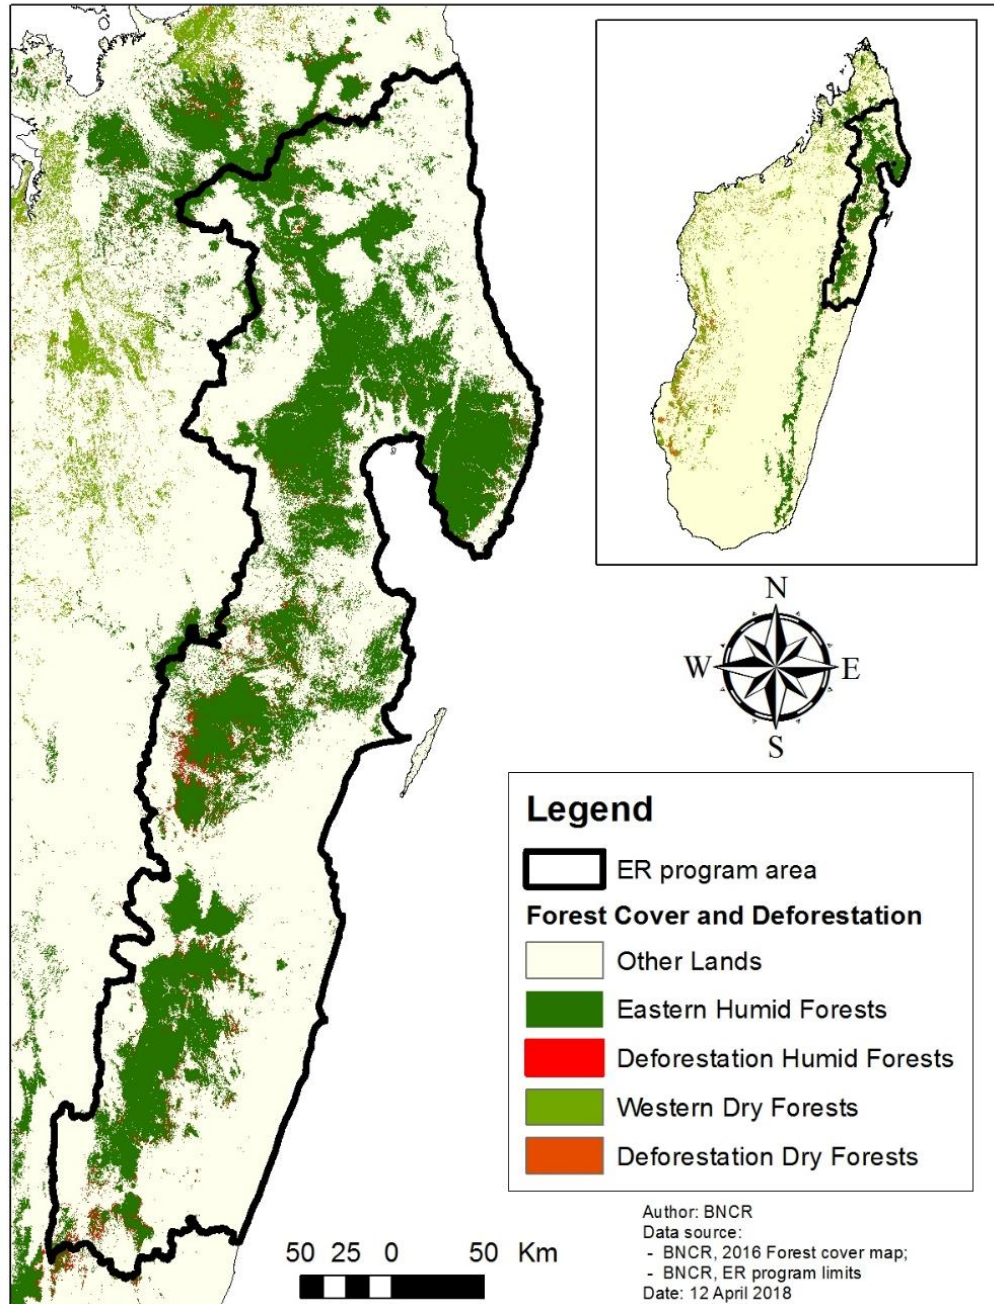 N
W E
S
Legend
ER program area
Forest Cover and Deforestation
Other Lands
Eastern Humid Forests
Deforestation Humid Forests
Western Dry Forests
Deforestation Dry Forests
50 25 0 50 Km
Author: BNCR
Data source:
- BNCR, 2016 Forest cover map;
- BNCR, ER program limits
Date: 12 April 2018